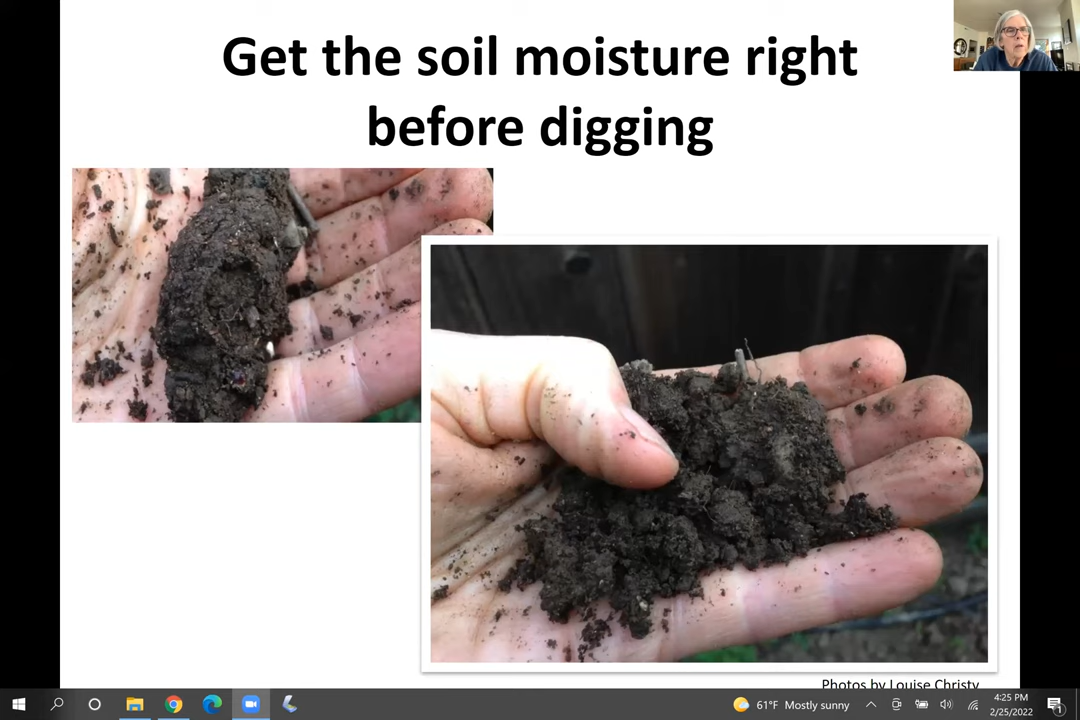 Get the soil moisture right
before digging
Photos by Louise Christy
61°F Mostly sunny
4:25 PM
2/25/2022
1